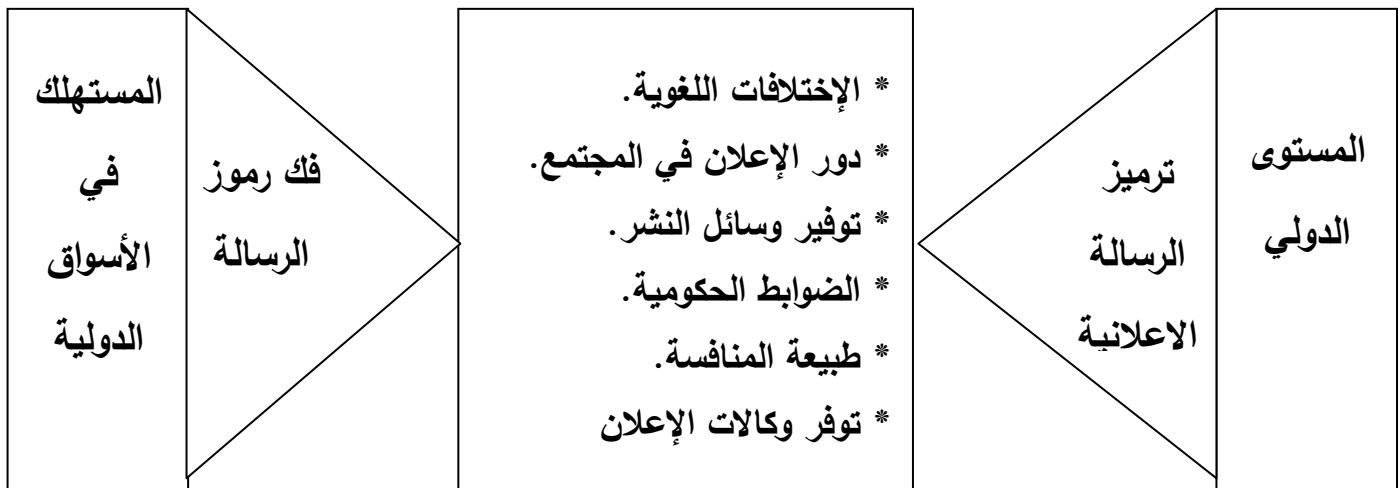 المستوى
الدولي
ترميز
الرسالة
الاعلانية
* الإختلافات اللغوية.
* دور الإعلان في المجتمع.
* توفير وسائل النشر.
* الضوابط الحكومية.
* طبيعة المنافسة.
* توفر وكالات الإعلان
فك رموز
الرسالة
المستهلك
في
الأسواق
الدولية